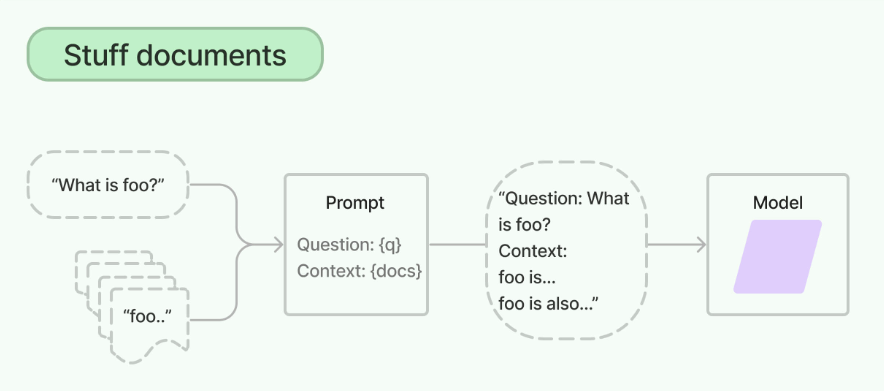 Stuff documents
“What is foo?”
“foo..”
Prompt
Question: {q}
Context: {docs}
“Question: What
is foo?
Context:
foo is...
foo is also...”
Model